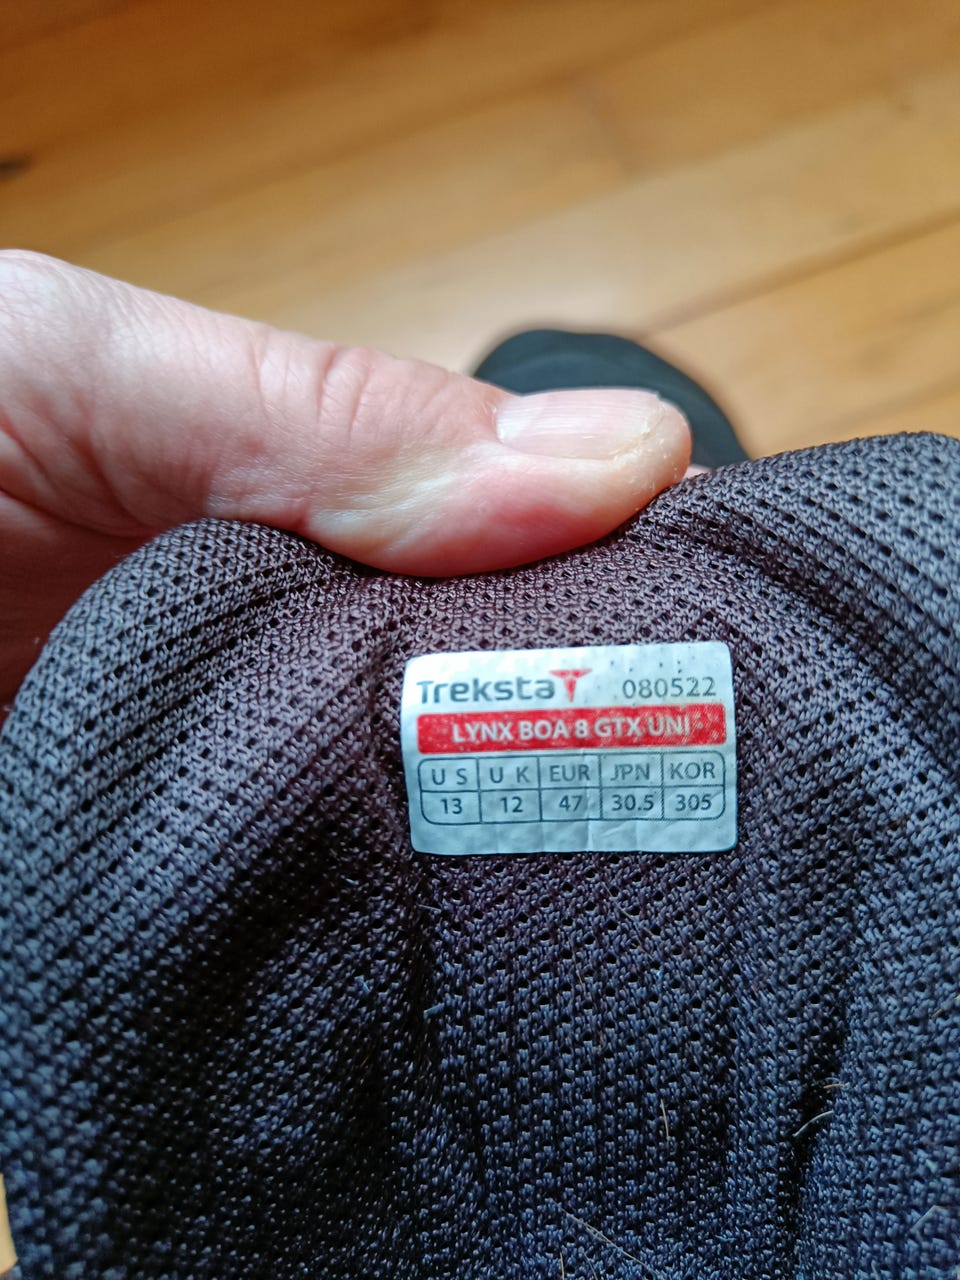 Treksta 080522
LYNX BOA 8 GTX UNI
US UK EUR JPN KOR
13 12 47 30.5 305